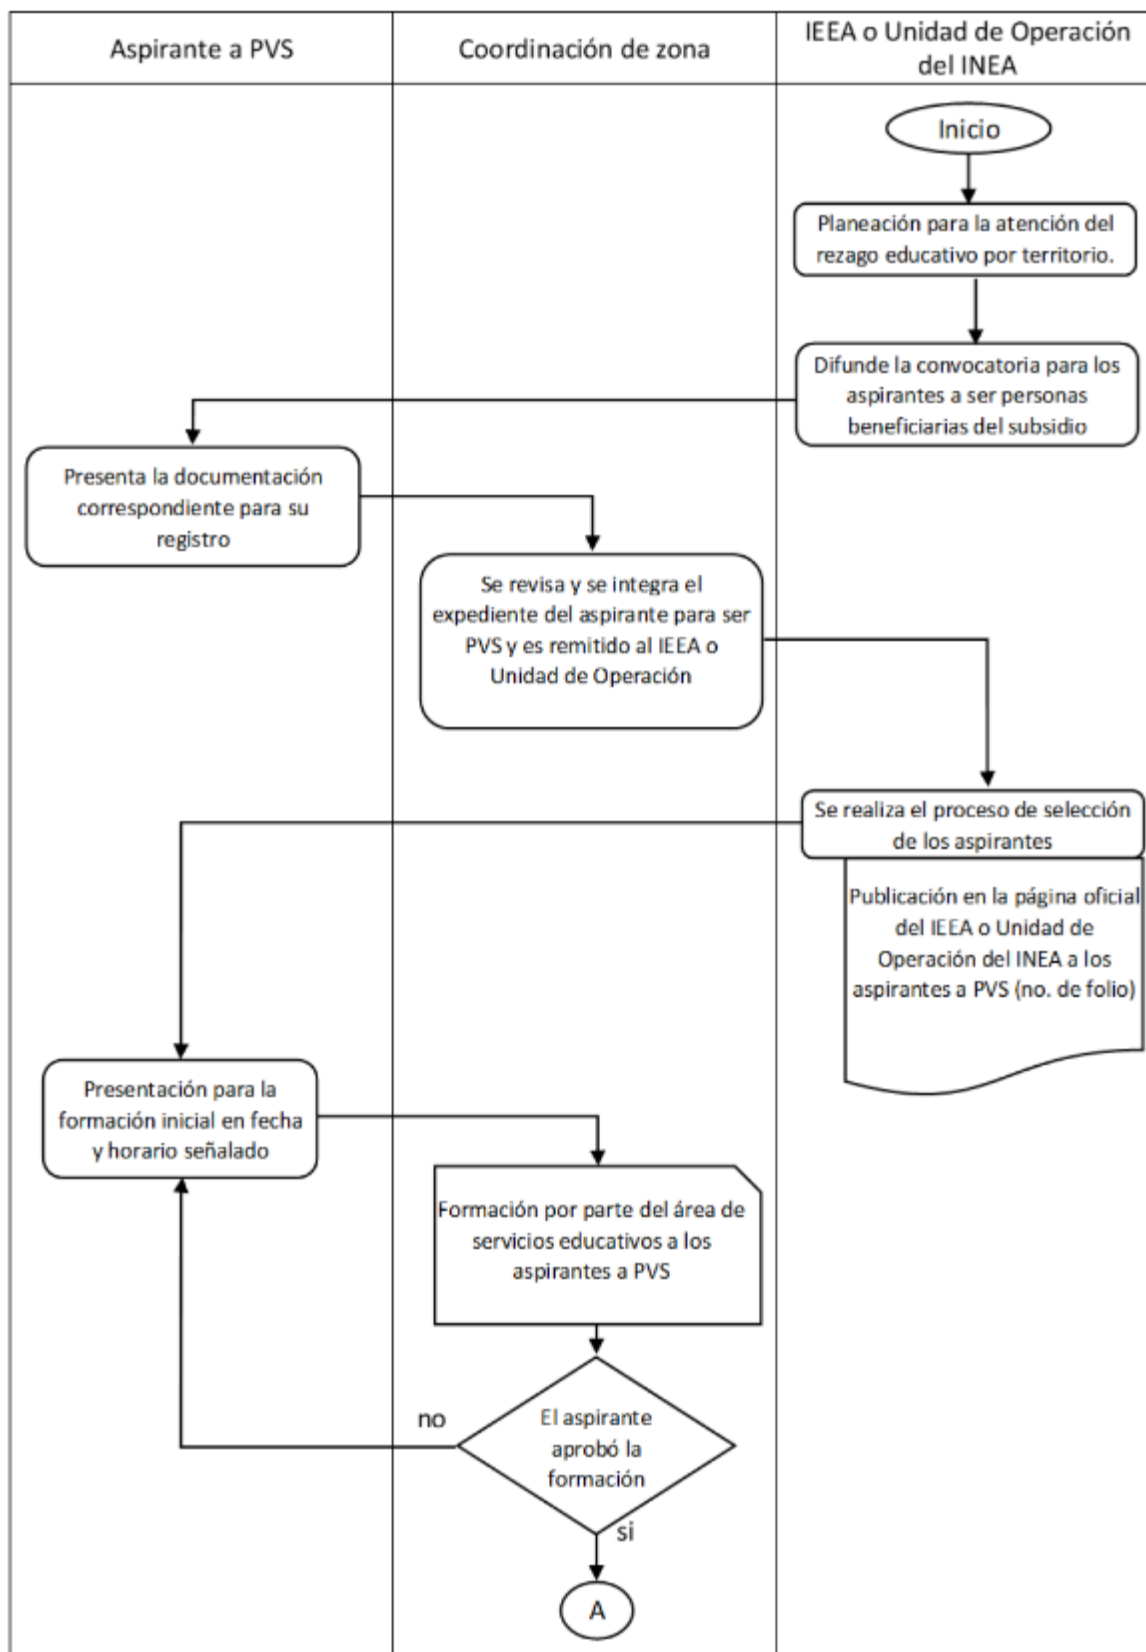 Aspirante a PVS
Coordinación de zona
IEEA o Unidad de Operación
del INEA
Inicio
Planeación para la atención del
rezago educativo por territorio.
Difunde la convocatoria para los
aspirantes a ser personas
beneficiarias del subsidio
Presenta la documentación
correspondiente para su
registro
Se revisa y se integra el
expediente del aspirante para ser
PVS y es remitido al IEEA o
Unidad de Operación
Se realiza el proceso de selección
de los aspirantes
Publicación en la página oficial
del IEEA o Unidad de
Operación del INEA a los
aspirantes a PVS (no. de folio)
Presentación para la
formación inicial en fecha
y horario señalado
Formación por parte del área de
servicios educativos a los
aspirantes a PVS
no
El aspirante
aprobó la
formación
si
A